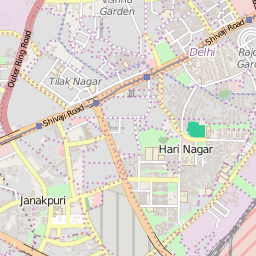 Vishnu
Garden
Shivaji Road
Delhi
Rajo
Garde
Outer Ring Road
Tilak Nagar
Shivaji Road
Hari Nagar
Janakpuri